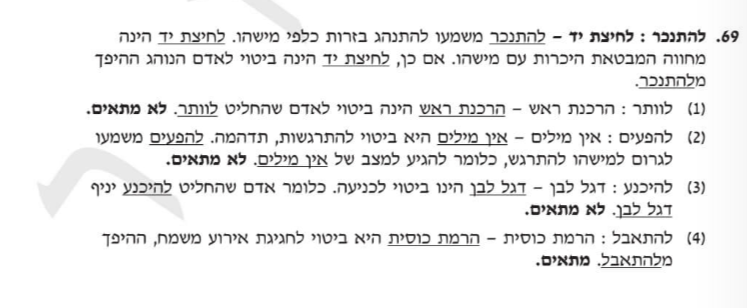 69. להתנכר : לחיצת יד – להתנכר משמעו להתנהג בזרות כלפי מישהו. לחיצת יד הינה
מחווה המבטאת היכרות עם מישהו. אם כן, לחיצת יד הינה ביטוי לאדם הנוהג ההיפך
מלהתנכר.
(1) לוותר : הרכנת ראש – הרכנת ראש הינה ביטוי לאדם שהחליט לוותר. לא מתאים.
(2) להפעים : אין מילים – אין מילים היא ביטוי להתרגשות, תדהמה. להפעים משמעו
לגרום למישהו להתרגש, כלומר להגיע למצב של אין מילים. לא מתאים.
(3) להיכנע : דגל לבן – דגל לבן הינו ביטוי לכניעה. כלומר אדם שהחליט להיכנע יניף
דגל לבן. לא מתאים.
(4) להתאבל : הרמת כוסית – הרמת כוסית היא ביטוי לחגיגת אירוע משמח, ההיפך
מלהתאבל. מתאים.